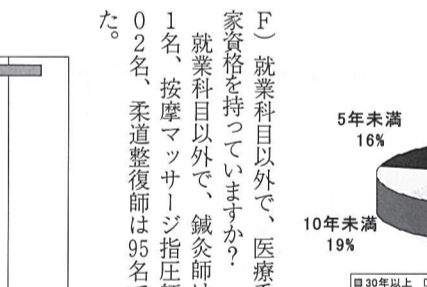 F）就業科目以外で、医療
家資格を持っていますか？
就業科目以外で、鍼灸師は
1名、按摩マッサージ指圧師
02名、柔道整復師は95名で
た。
5年未満
16%
10年未満
19%
30年以上